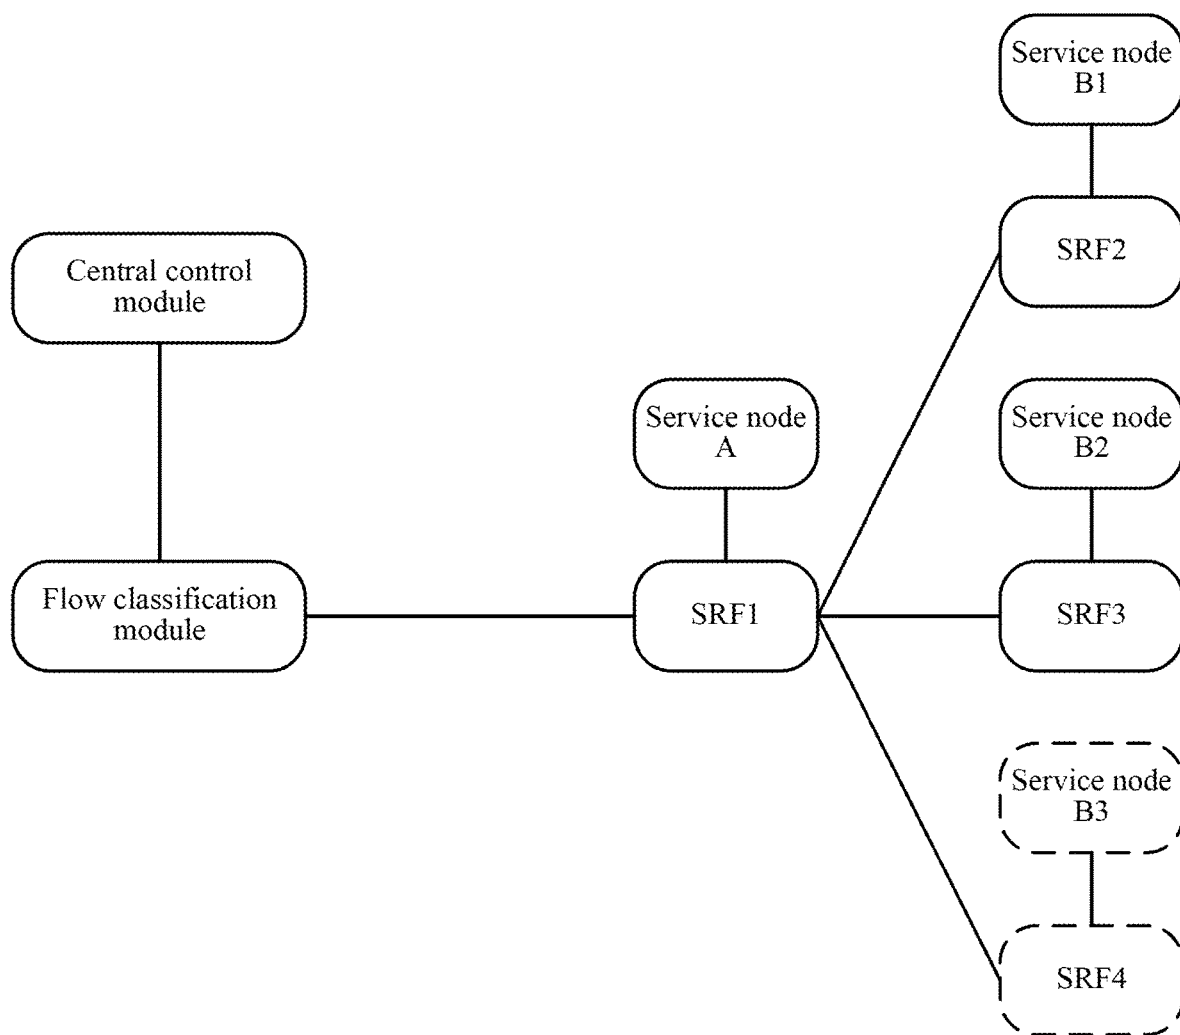 Service node
B1
SRF2
Central control
module
Service node
A
Service node
B2
Flow classification
module
SRF1
SRF3
Service node
B3
SRF4